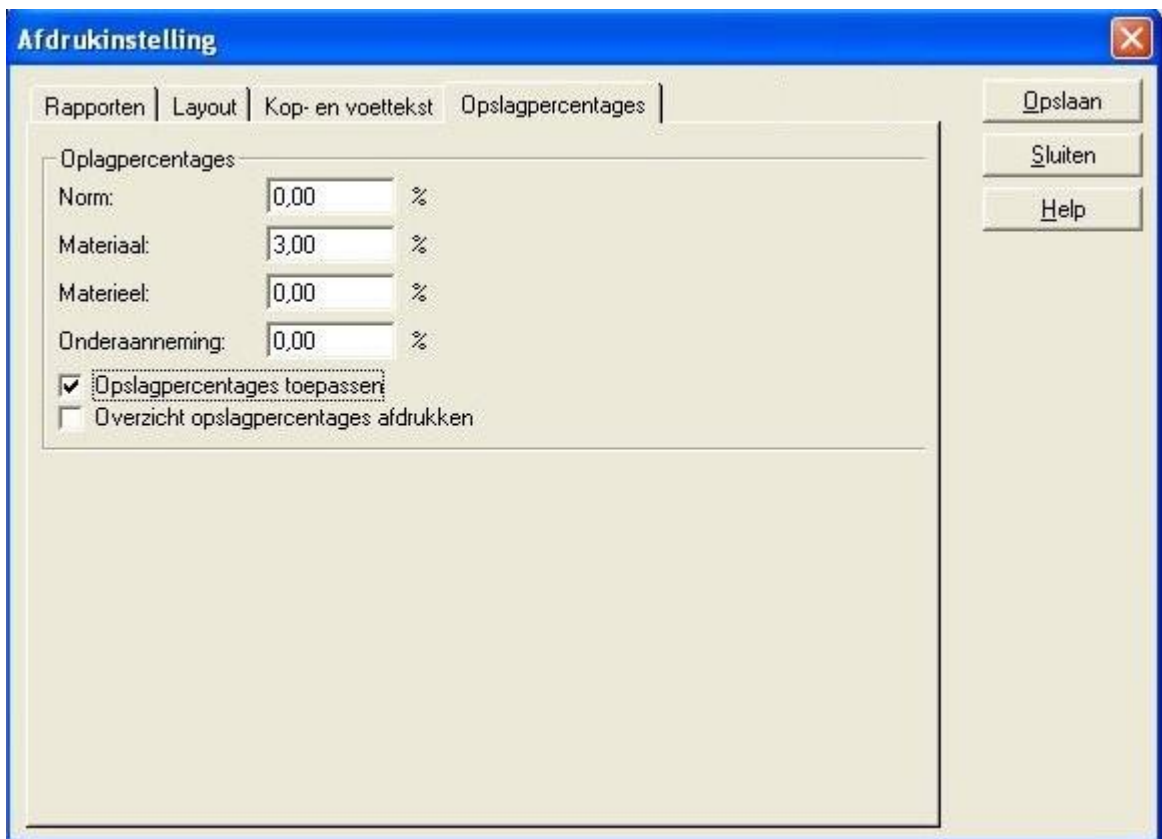 Afdrukinstelling
Rapporten Layout Kop- en voettekst Opslagpercentages
Opslaan
Sluiten
Help
Oplagpercentages
Norm: 0,00 %
Materiaal: 3,00 %
Materieel: 0,00 %
Onderaanneming: 0,00 %
Opslagpercentages toepassen
Overzicht opslagpercentages afdrukken